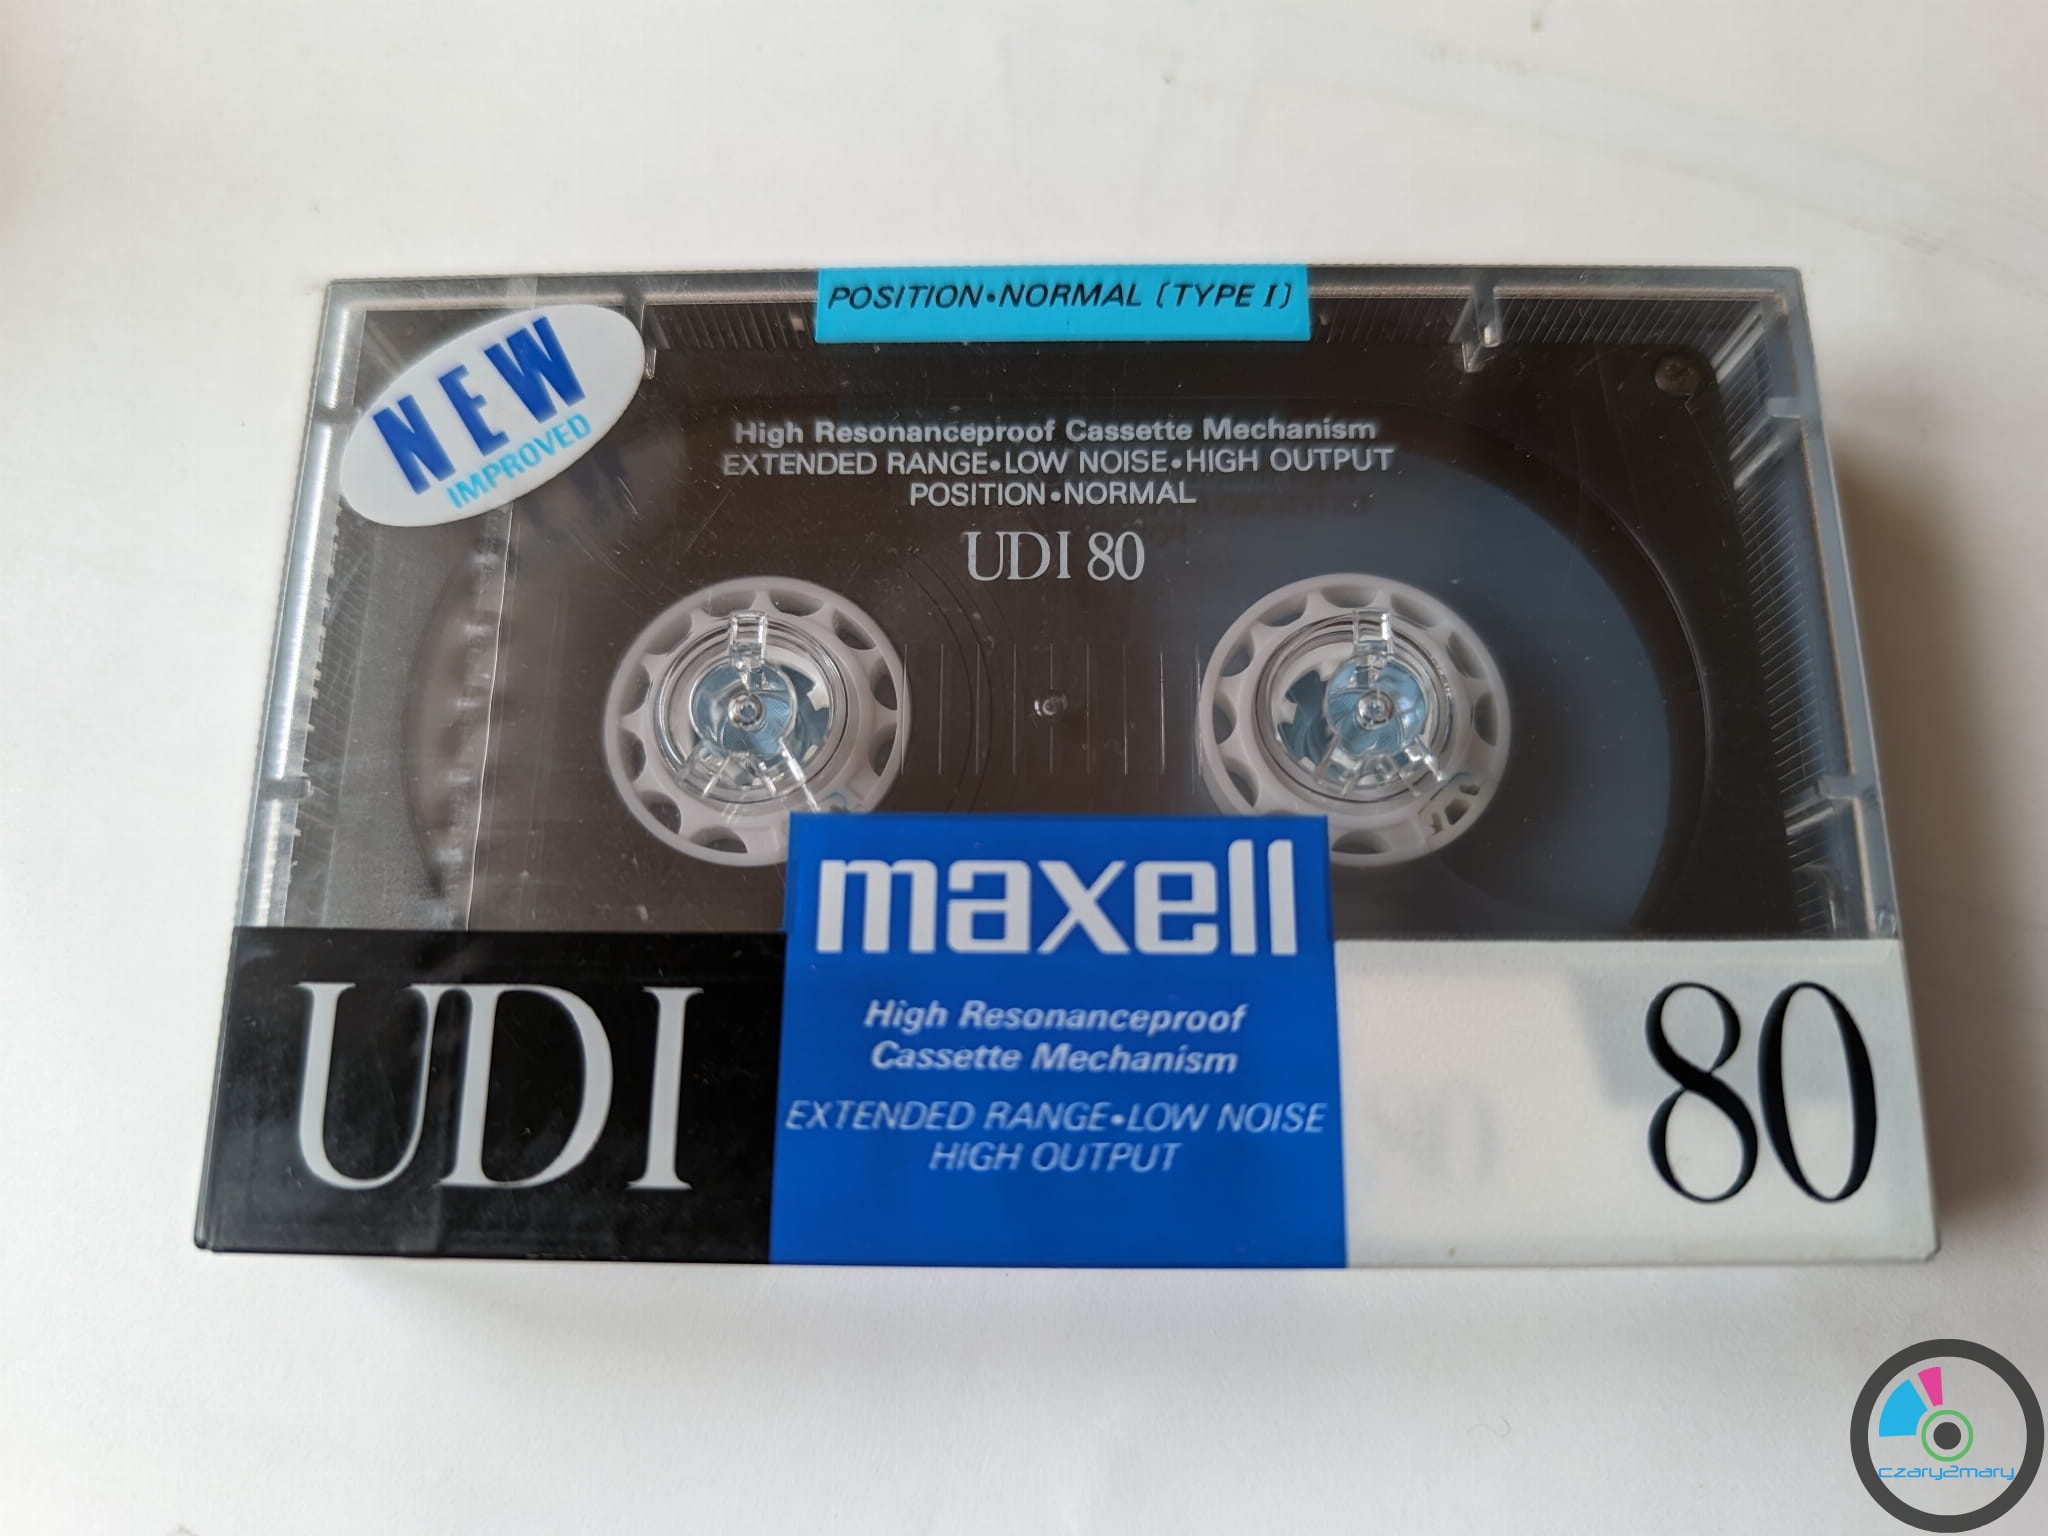 POSITION•NORMAL (TYPE I)
NEW
IMPROVED
High Resonanceproof Cassette Mechanism
EXTENDED RANGE•LOW NOISE•HIGH OUTPUT
POSITION•NORMAL
UDI 80
maxell
High Resonanceproof
Cassette Mechanism
EXTENDED RANGE•LOW NOISE
HIGH OUTPUT
UDI
80
czary2mary